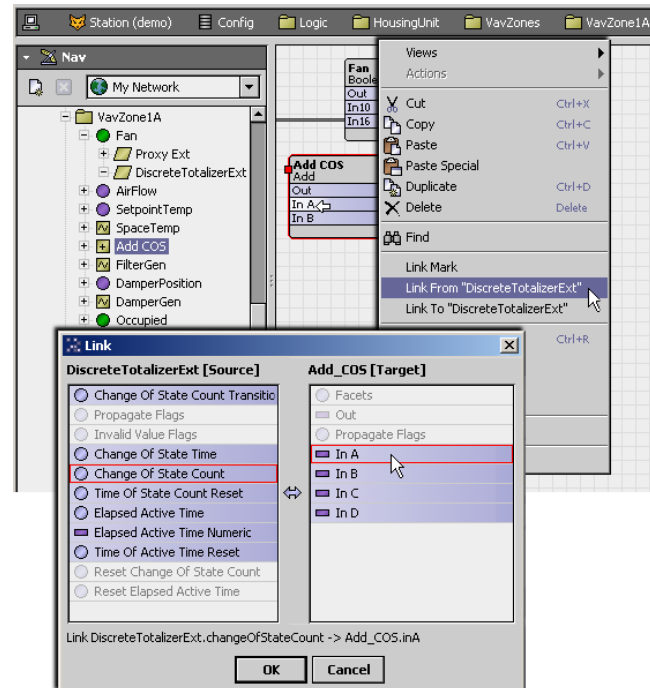 Station (demo) Config Logic HousingUnit VavZones VavZone1A
Nav
My Network
VavZone1A
Fan
Proxy Ext
DiscreteTotalizerExt
AirFlow
SetpointTemp
SpaceTemp
Add COS
FilterGen
DamperPosition
DamperGen
Occupied
Fan
Boole
Out
In10
In16
Add COS
Add
Out
In A
In B
Views
Actions
Cut Ctrl+X
Copy Ctrl+C
Paste Ctrl+V
Paste Special
Duplicate Ctrl+D
Delete Delete
Find
Link Mark
Link From "DiscreteTotalizerExt"
Link To "DiscreteTotalizerExt"
Ctrl+R
Link
DiscreteTotalizerExt [Source] Add_COS [Target]
Change Of State Count Transitio
Propagate Flags
Invalid Value Flags
Change Of State Time
Change Of State Count
Time Of State Count Reset
Elapsed Active Time
Elapsed Active Time Numeric
Time Of Active Time Reset
Reset Change Of State Count
Reset Elapsed Active Time
Facets
Out
Propagate Flags
In A
In B
In C
In D
Link DiscreteTotalizerExt.changeOfStateCount -> Add_COS.inA
OK Cancel